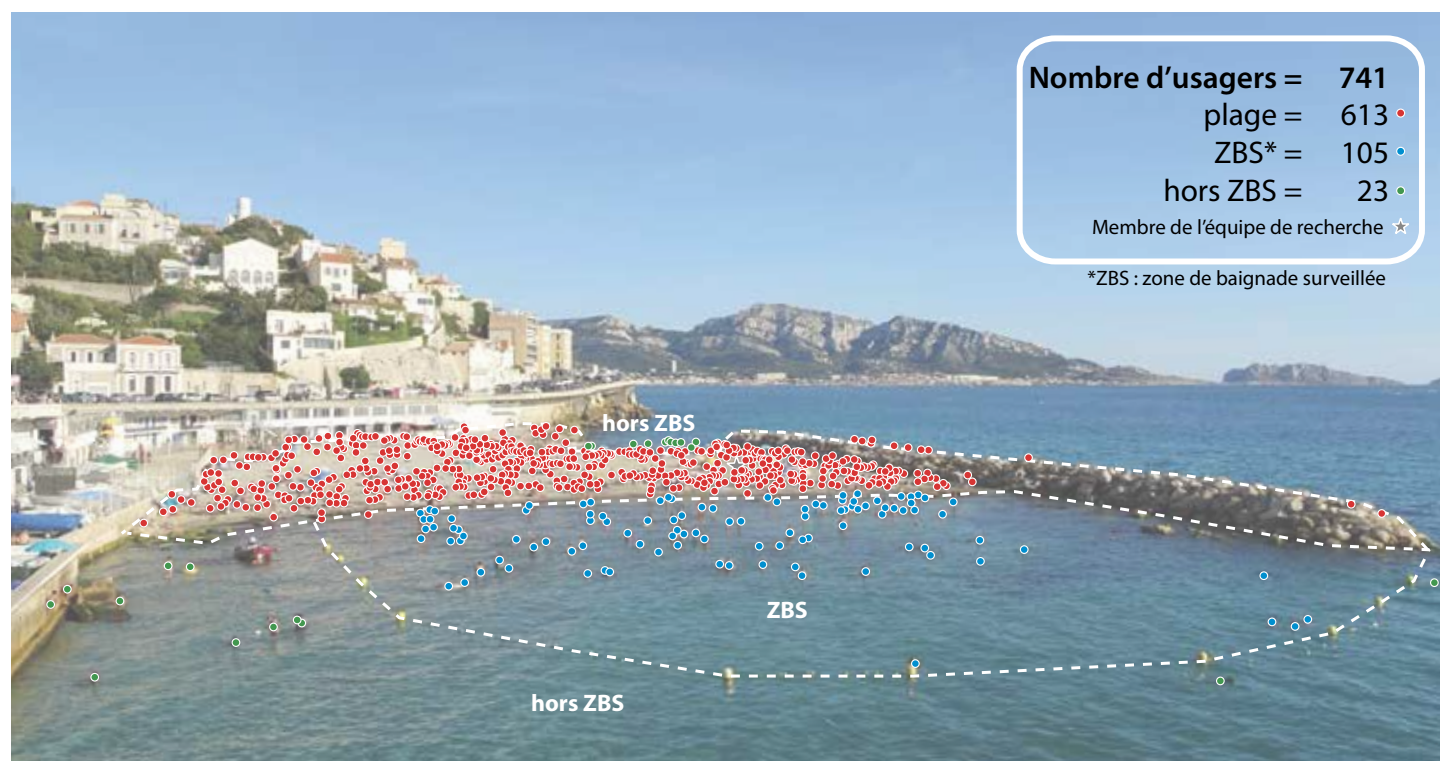 Nombre d'usagers = 741
plage = 613
ZBS* = 105
hors ZBS = 23
Membre de l'équipe de recherche
*ZBS : zone de baignade surveillée
hors ZBS
ZBS
hors ZBS